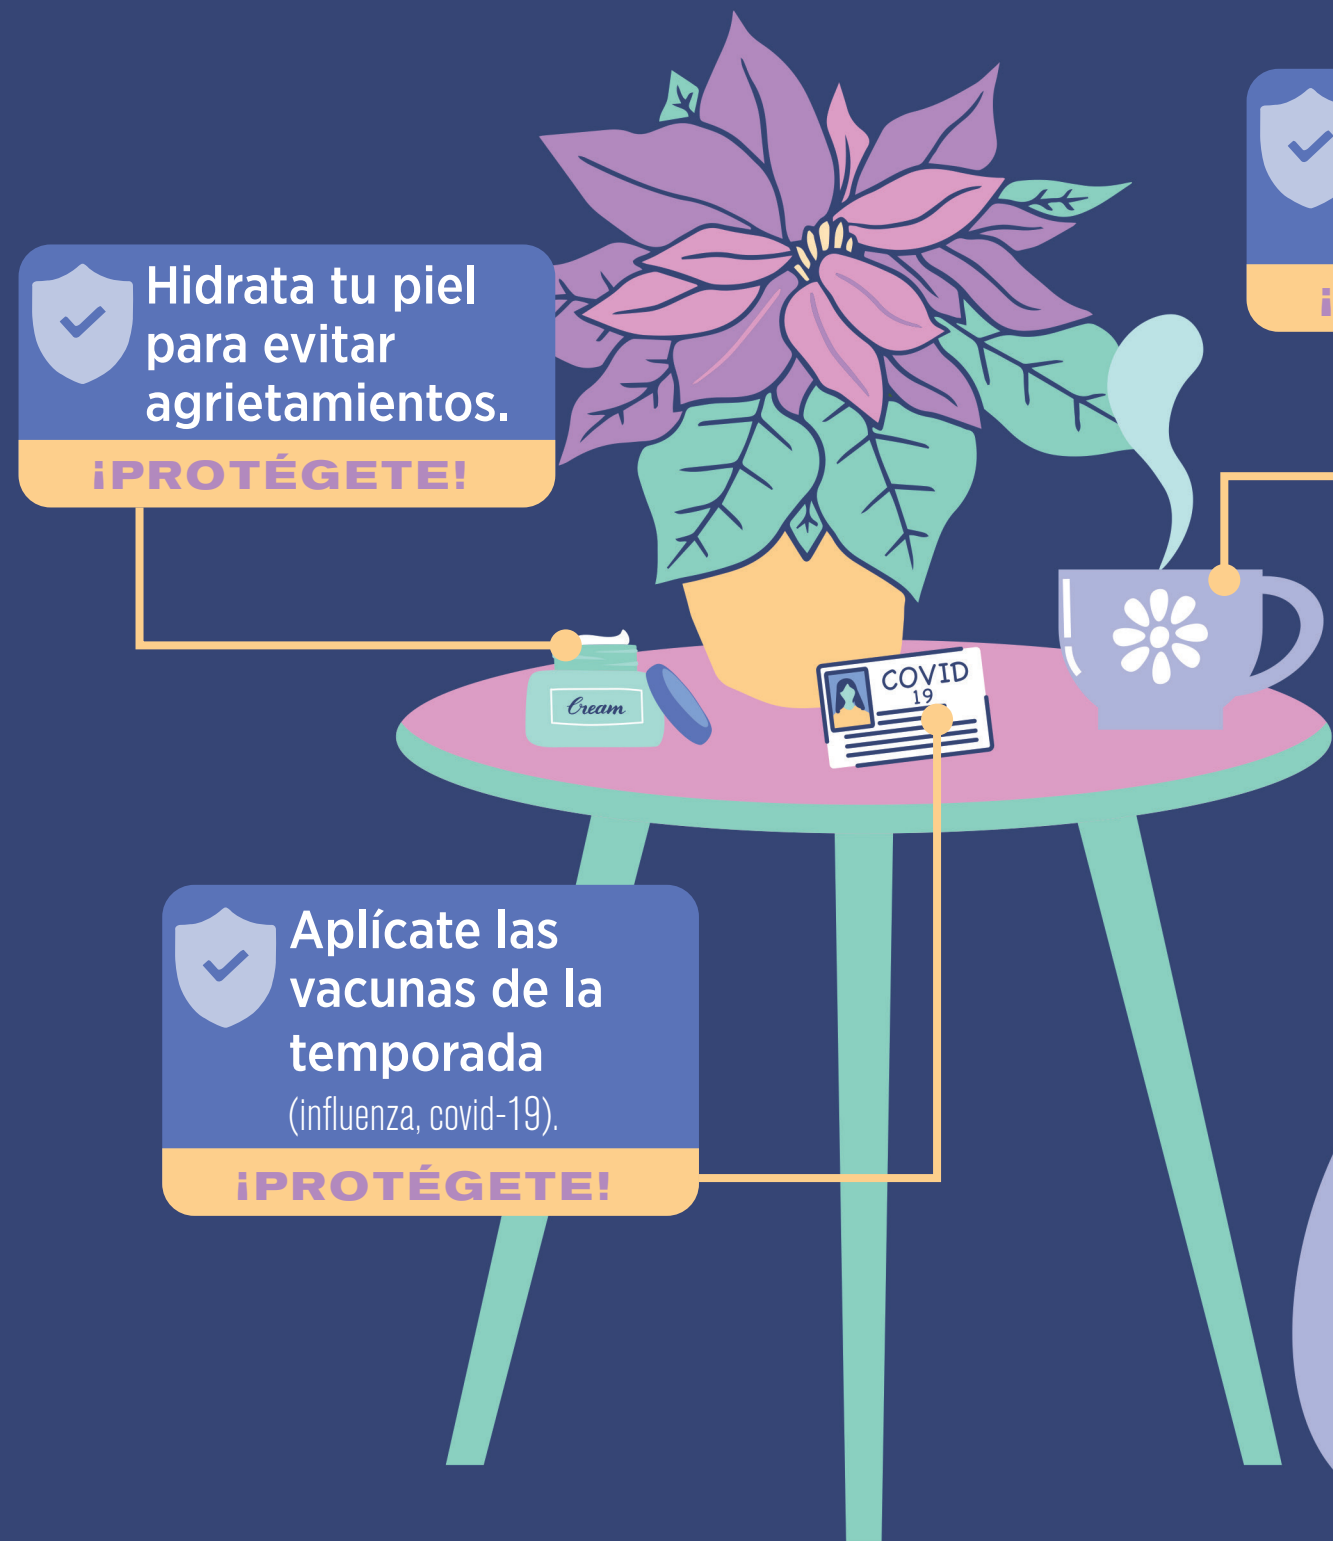 Hidrata tu piel
para evitar
agrietamientos.
¡PROTÉGETE!
Cream
COVID
19
Aplícate las
vacunas de la
temporada
(influenza, covid-19).
¡PROTÉGETE!